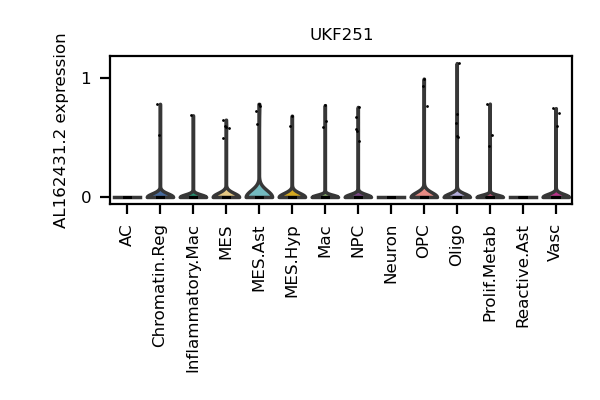 UKF251
AL162431.2 expression
1
0
AC
Chromatin.Reg
Inflammatory.Mac
MES
MES.Ast
MES.Hyp
Mac
NPC
Neuron
OPC
Oligo
Prolif.Metab
Reactive.Ast
Vasc